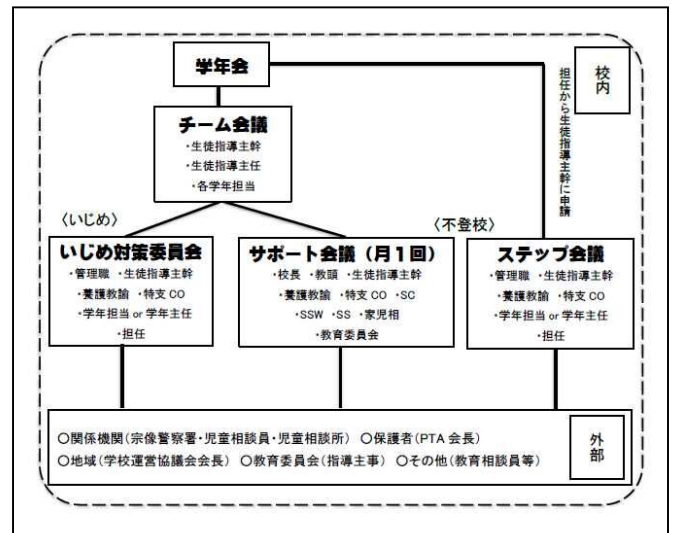 学年会
校内
担任から生徒指導主幹に申請
チーム会議
・生徒指導主幹
・生徒指導主任
・各学年担当
〈いじめ〉
〈不登校〉
いじめ対策委員会
・管理職 ・生徒指導主幹
・養護教諭 ・特支 CO
・学年担当 or 学年主任
・担任
サポート会議（月１回）
・校長 ・教頭 ・生徒指導主幹
・養護教諭 ・特支 CO ・SC
・SSW ・SS ・家児相
・教育委員会
ステップ会議
・管理職 ・生徒指導主幹
・養護教諭 ・特支 CO
・学年担当 or 学年主任
・担任
〇関係機関（宗像警察署・児童相談員・児童相談所） 〇保護者（PTA 会長）
〇地域（学校運営協議会会長） 〇教育委員会（指導主事） 〇その他（教育相談員等）
外部